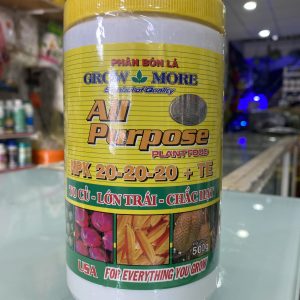 PHÂN BÓN LÁ
GROW MORE
All
Purpose
PLANT FOOD
NPK 20-20-20 + TE
TO CỦ - LỚN TRÁI - CHẮC HẠT
500g
USA FOR EVERYTHING YOU GROW